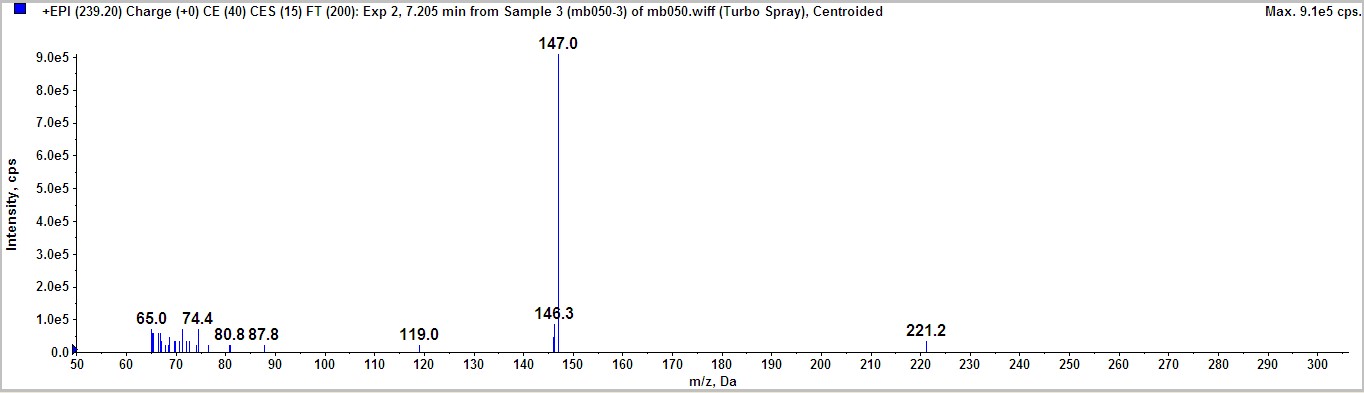 +EPI (239.20) Charge (+0) CE (40) CES (15) FT (200): Exp 2, 7.205 min from Sample 3 (mb050-3) of mb050.wiff (Turbo Spray), Centroided
Max. 9.1e5 cps.
147.0
9.0e5
8.0e5
7.0e5
6.0e5
5.0e5
4.0e5
3.0e5
2.0e5
1.0e5
0.0
Intensity, cps
65.0
74.4
80.8
87.8
119.0
146.3
221.2
50 60 70 80 90 100 110 120 130 140 150 160 170 180 190 200 210 220 230 240 250 260 270 280 290 300
m/z, Da